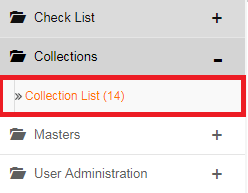 Check List +
Collections -
» Collection List (14)
Masters +
User Administration +